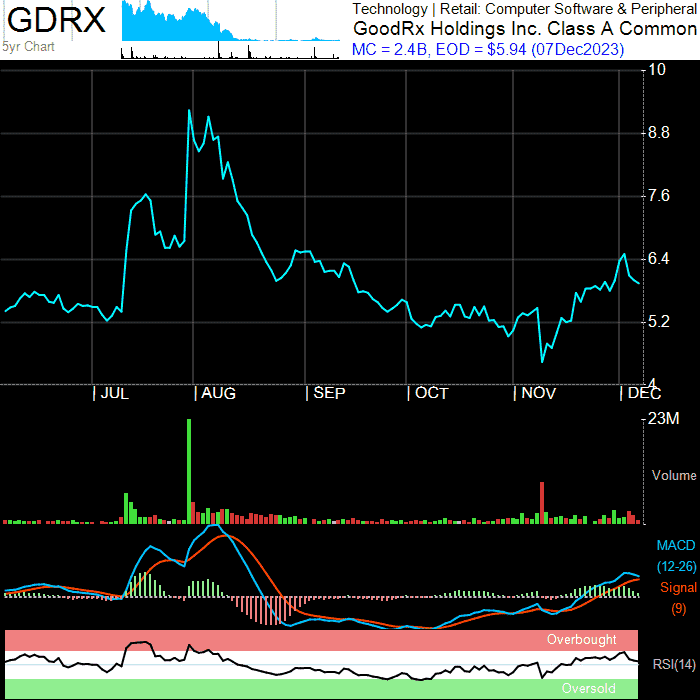 GDRX
5yr Chart
Technology | Retail: Computer Software & Peripheral
GoodRx Holdings Inc. Class A Common
MC = 2.4B, EOD = $5.94 (07Dec2023)
10
8.8
7.6
6.4
5.2
4
| JUL | AUG | SEP | OCT | NOV | DEC
23M
Volume
MACD
(12-26)
Signal
(9)
Overbought
RSI(14)
Oversold